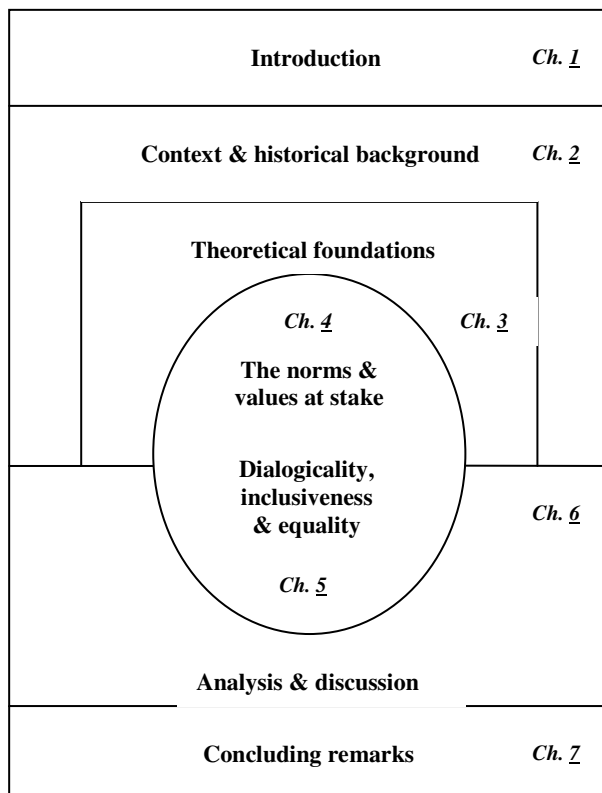 Introduction Ch. 1
Context & historical background Ch. 2
Theoretical foundations
Ch. 4 Ch. 3
The norms &
values at stake
Dialogicality,
inclusiveness
& equality
Ch. 6
Ch. 5
Analysis & discussion
Concluding remarks Ch. 7